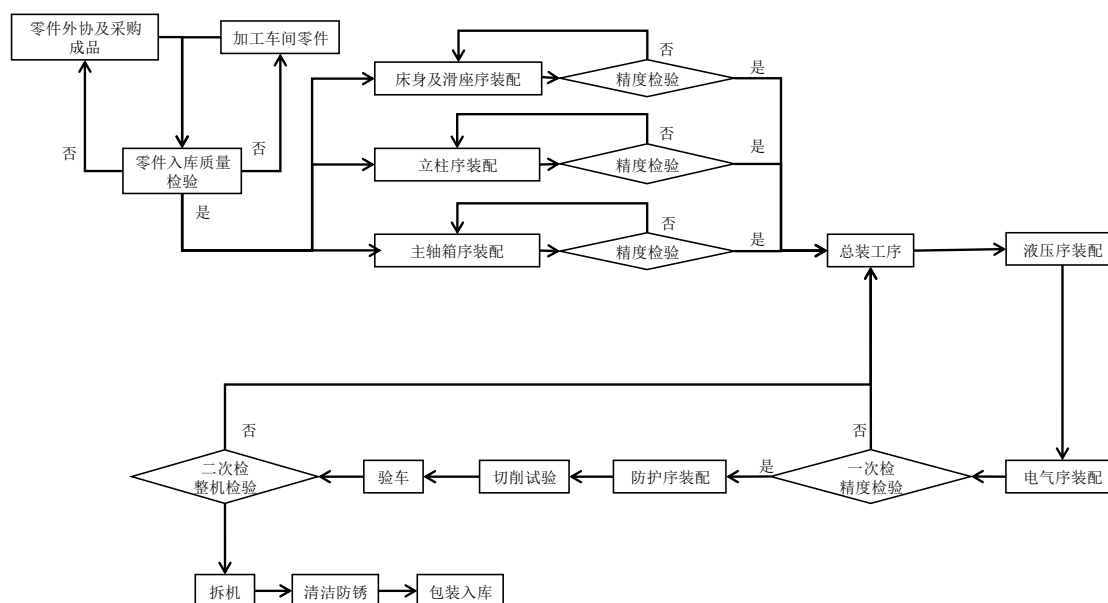 零件外协及采购
成品
加工车间零件
否
否
零件入库质量
检验
是
床身及滑座序装配
否
精度检验
是
立柱序装配
否
精度检验
是
主轴箱序装配
否
精度检验
是
总装工序
液压序装配
电气序装配
一次检
精度检验
否
是
防护序装配
切削试验
验车
二次检
整机检验
否
拆机
清洁防锈
包装入库